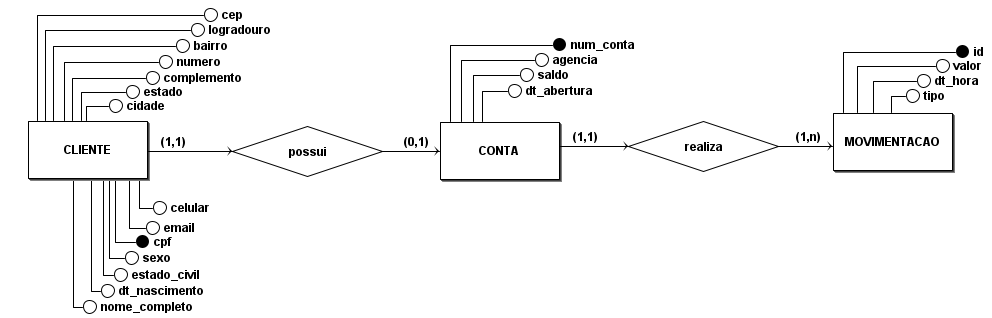 cep
logradouro
bairro
numero
complemento
estado
cidade
CLIENTE
celular
email
cpf
sexo
estado_civil
dt_nascimento
nome_completo
(1,1)
possui
(0,1)
num_conta
agencia
saldo
dt_abertura
CONTA
(1,1)
realiza
(1,n)
id
valor
dt_hora
tipo
MOVIMENTACAO